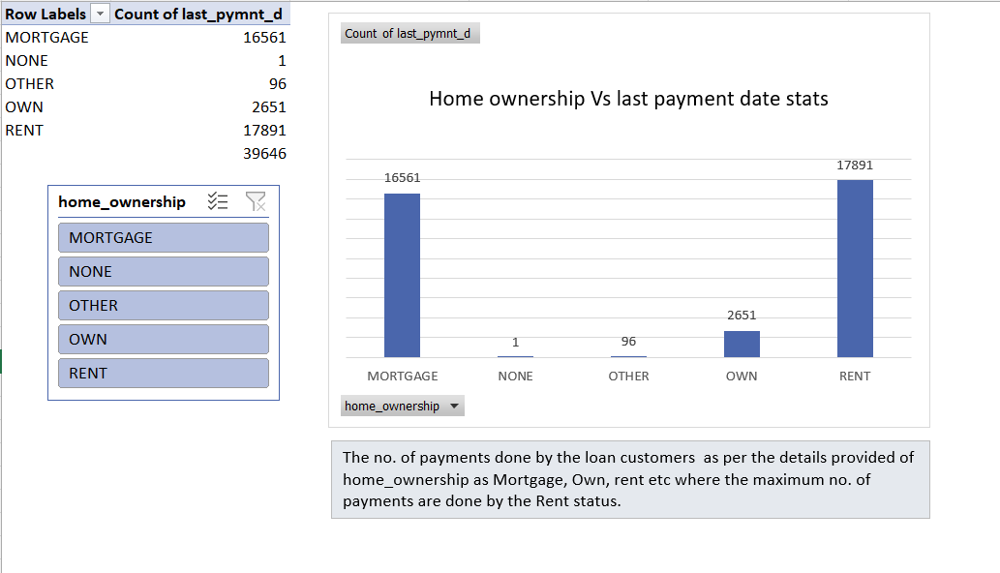 Row Labels Count of last_pymnt_d
MORTGAGE 16561
NONE 1
OTHER 96
OWN 2651
RENT 17891
39646
home_ownership
MORTGAGE
NONE
OTHER
OWN
RENT
Count of last_pymnt_d
Home ownership Vs last payment date stats
16561 1 96 2651 17891
MORTGAGE NONE OTHER OWN RENT
home_ownership
The no. of payments done by the loan customers as per the details provided of
home_ownership as Mortgage, Own, rent etc where the maximum no. of
payments are done by the Rent status.